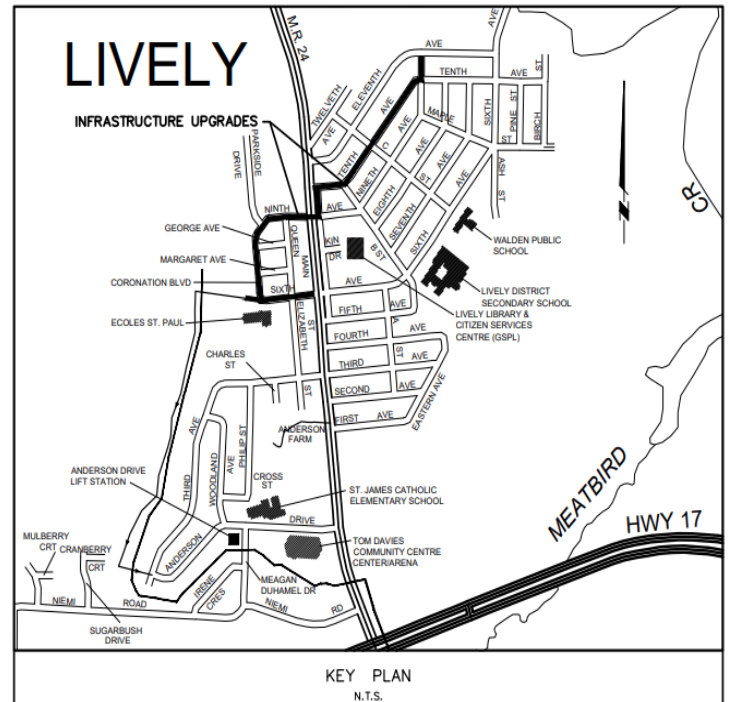 LIVELY
M.R. 24
AVE
AVE
INFRASTRUCTURE UPGRADES
TWELVETH
AVE
ELEVENTH
AVE
TENTH
AVE
ST
MAPLE
SIXTH
ST
PINE ST
BIRCH
ASH ST
PARKSIDE
DRIVE
TENTH
AVE
C
ST
NINETH
AVE
EIGHTH
AVE
SEVENTH
AVE
SIXTH
AVE
NINTH
AVE
GEORGE AVE
MARGARET AVE
CORONATION BLVD
QUEEN
ELIZABETH
ST
MAIN
ST
KIN
DR
B ST
SIXTH
AVE
CR
WALDEN PUBLIC
SCHOOL
LIVELY DISTRICT
SECONDARY SCHOOL
LIVELY LIBRARY &
CITIZEN SERVICES
CENTRE (GSPL)
ECOLES ST. PAUL
FIFTH
AVE
A
ST
FOURTH
AVE
THIRD
AVE
SECOND
AVE
FIRST
AVE
EASTERN AVE
CHARLES
ST
ANDERSON
FARM
THIRD
AVE
WOODLAND
AVE
PHILIP ST
CROSS
ST
ANDERSON DRIVE
LIFT STATION
ST. JAMES CATHOLIC
ELEMENTARY SCHOOL
ANDERSON
DRIVE
TOM DAVIES
COMMUNITY CENTRE
CENTER/ARENA
MEATBIRD
HWY 17
MULBERRY
CRT
CRANBERRY
CRT
NIEMI
ROAD
IRENE
CRES
MEAGAN
DUHAMEL DR
NIEMI
RD
SUGARBUSH
DRIVE
KEY PLAN
N.T.S.